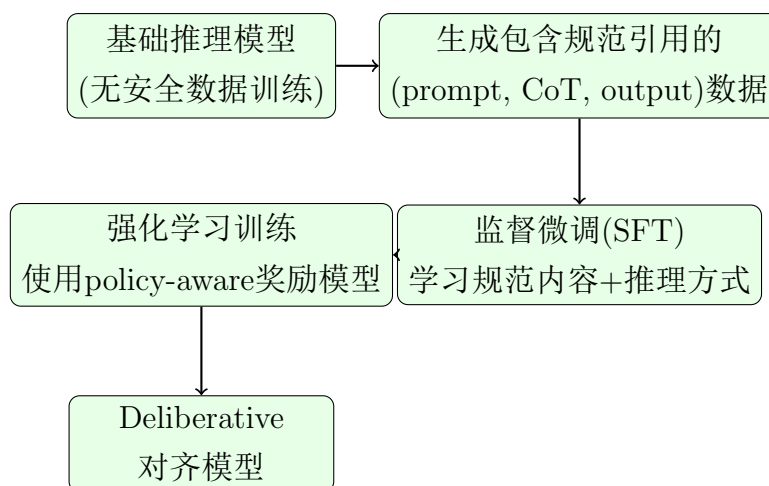 基础推理模型
(无安全数据训练)
生成包含规范引用的
(prompt, CoT, output)数据
监督微调(SFT)
学习规范内容+推理方式
强化学习训练
使用policy-aware奖励模型
Deliberative
对齐模型